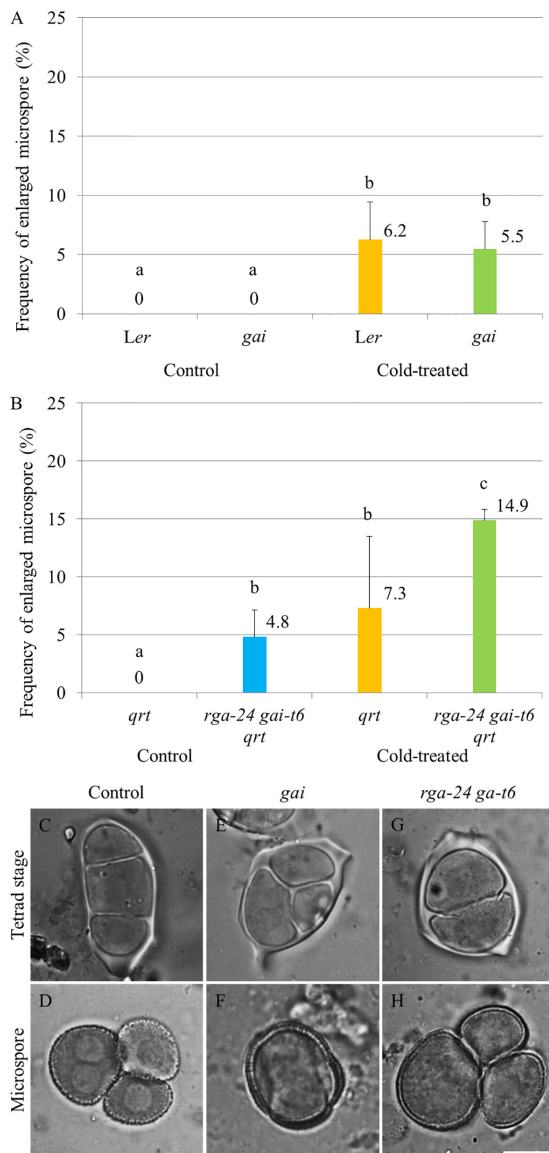 A
Frequency of enlarged microspore (%)
25
20
15
10
5
0
a
0
a
0
b
6.2
b
5.5
Ler
gai
Ler
gai
Control
Cold-treated
B
Frequency of enlarged microspore (%)
25
20
15
10
5
0
a
0
b
4.8
b
7.3
c
14.9
qrt
rga-24 gai-t6
qrt
qrt
rga-24 gai-t6
qrt
Control
Cold-treated
Control
gai
rga-24 ga-t6
Tetrad stage
C
E
G
Microspore
D
F
H